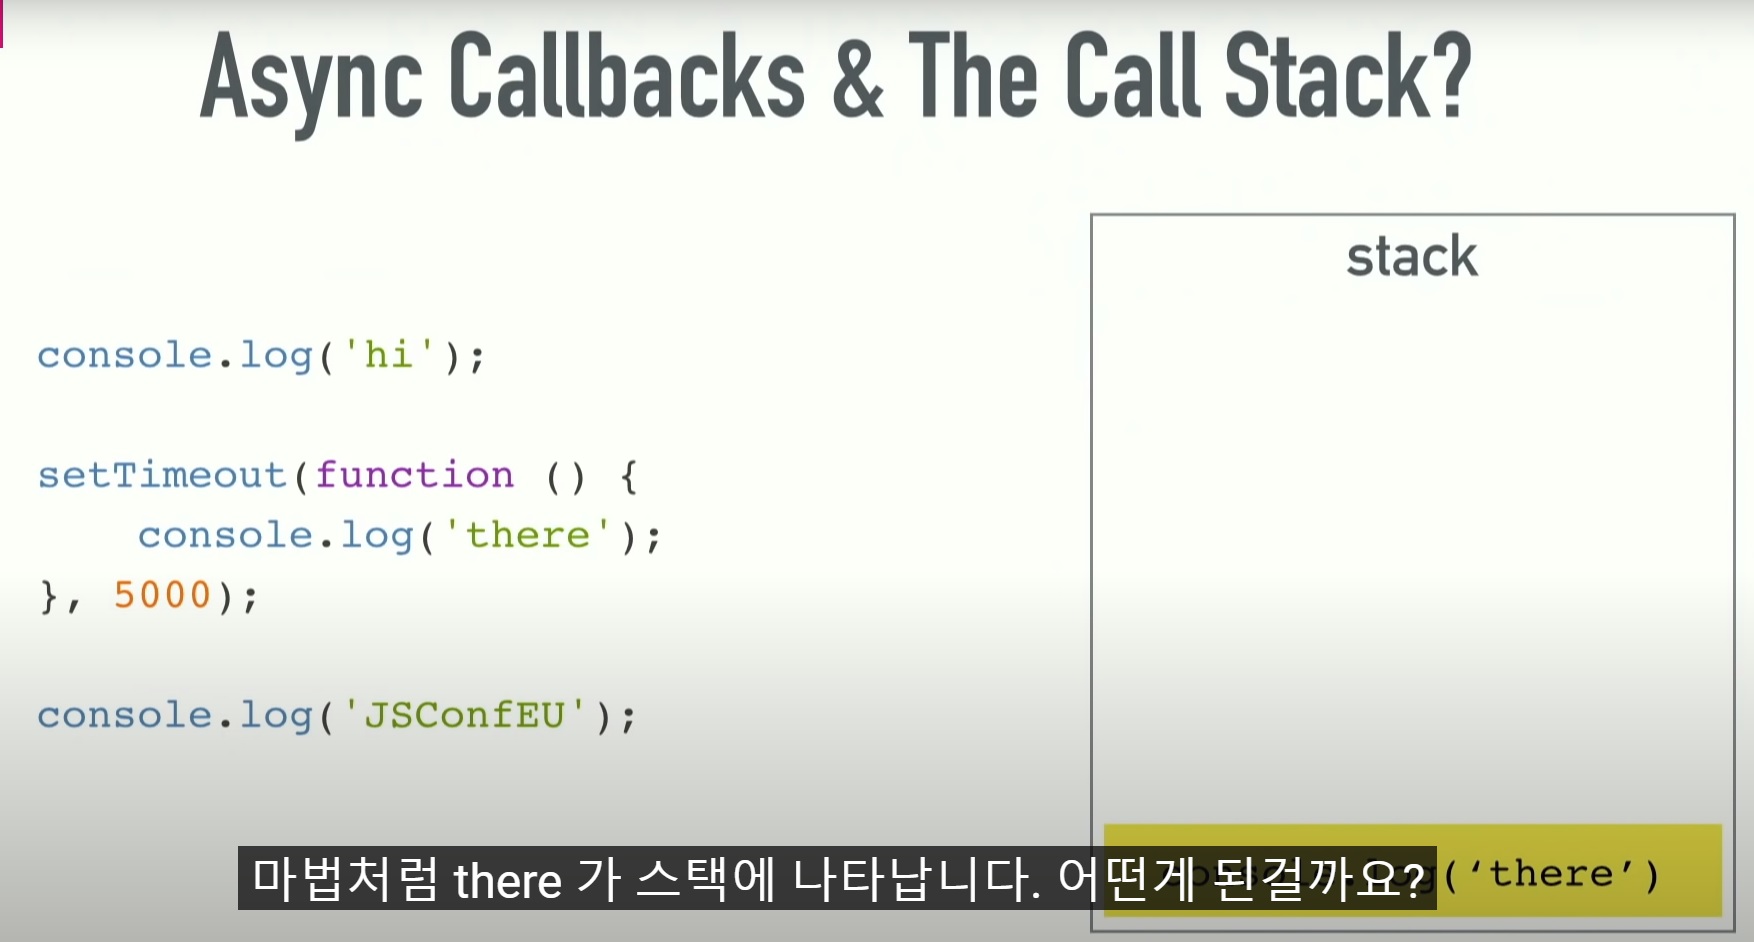 Async Callbacks & The Call Stack?
stack
console.log('hi');
setTimeout(function () {
console.log('there');
}, 5000);
console.log('JSConfEU');
console.log(‘there’)
마법처럼 there 가 스택에 나타납니다. 어떤게 된걸까요?